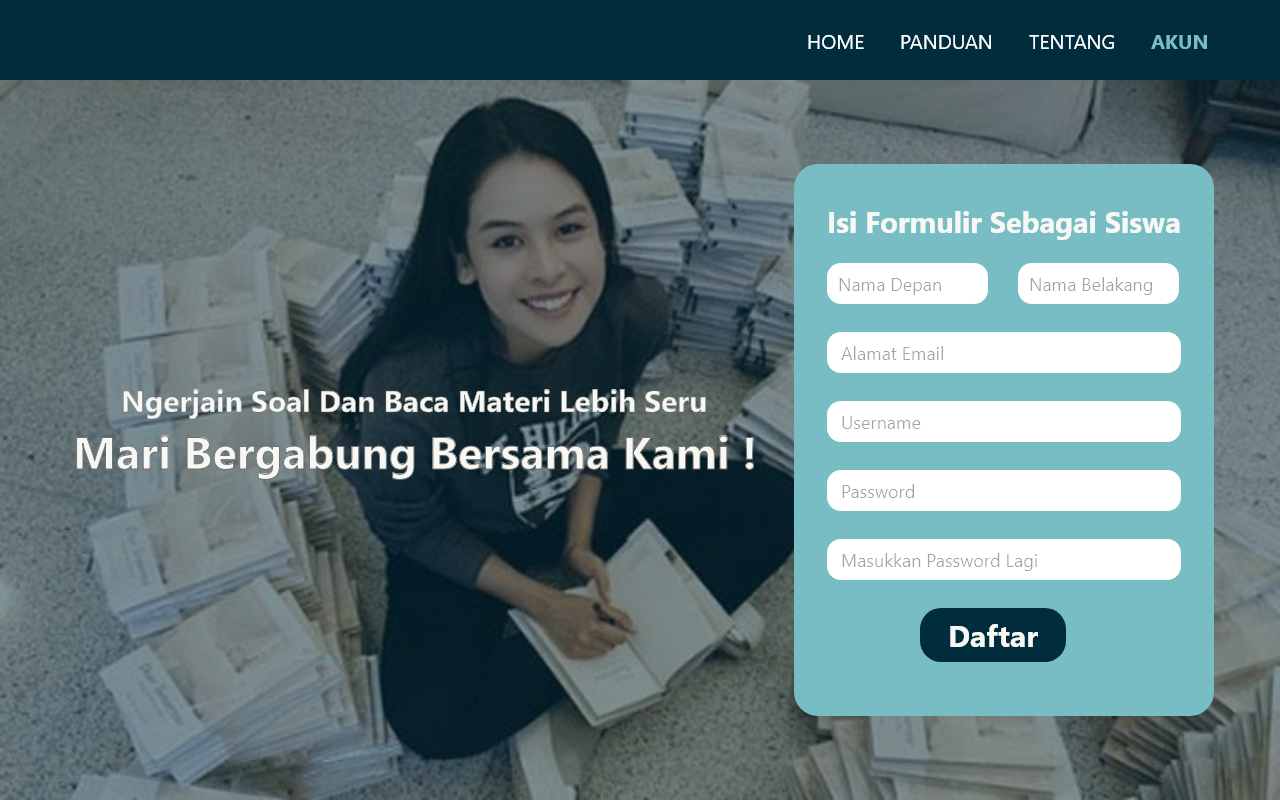 HOME PANDUAN TENTANG AKUN
Ngerjain Soal Dan Baca Materi Lebih Seru
Mari Bergabung Bersama Kami !
Isi Formulir Sebagai Siswa
Nama Depan Nama Belakang
Alamat Email
Username
Password
Masukkan Password Lagi
Daftar